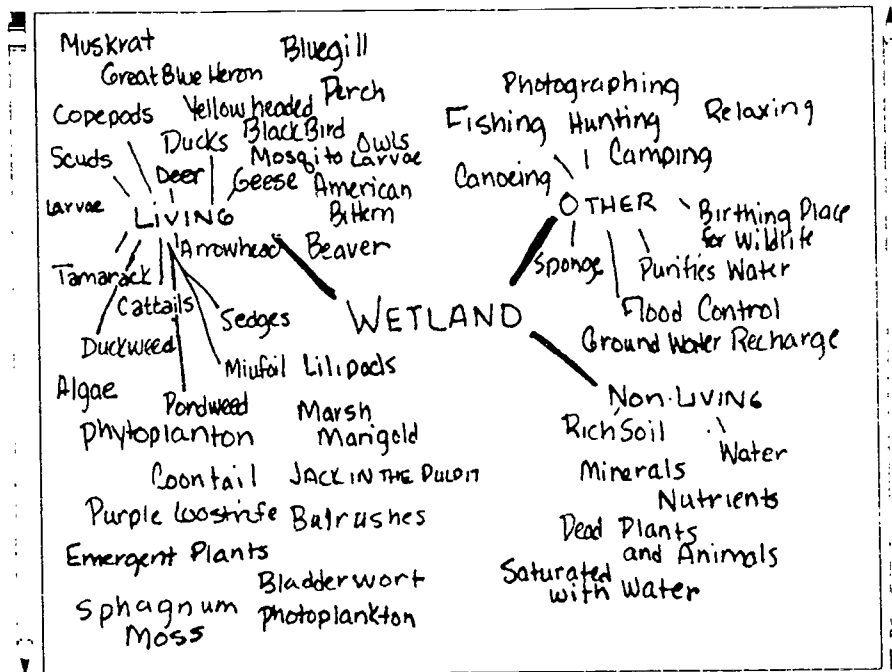 Muskrat
Bluegill
Great Blue Heron
Perch
Copepods
Yellow headed
Black Bird
Ducks
Owls
Scuds
Mosqito Larvae
Deer
Geese
American
Bittern
Larvae
LIVING
Arrowhead
Beaver
Tamarack
Cattails
Sedges
Duckweed
Miufoil
Lilipads
Algae
Pondweed
Marsh
Marigold
Phytoplanton
Coontail
JACK IN THE PULPIT
Purple loostrife
Bulrushes
Emergent Plants
Bladderwort
Sphagnum
Moss
Photoplankton
WETLAND
Photographing
Relaxing
Fishing
Hunting
Camping
Canoeing
OTHER
Birthing Place
for Wildlife
Sponge
Purifies Water
Flood Control
Ground Water Recharge
NON-LIVING
Rich Soil
Water
Minerals
Nutrients
Dead Plants
and Animals
Saturated
with Water